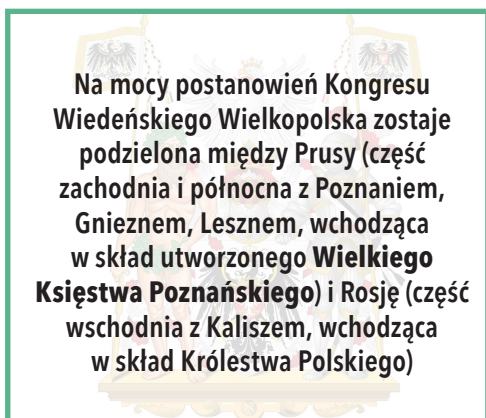 Na mocy postanowień Kongresu
Wiedeńskiego Wielkopolska zostaje
podzielona między Prusy (część
zachodnia i północna z Poznaniem,
Gnieznem, Lesznem, wchodząca
w skład utworzonego Wielkiego
Księstwa Poznańskiego) i Rosję (część
wschodnia z Kaliszem, wchodząca
w skład Królestwa Polskiego)